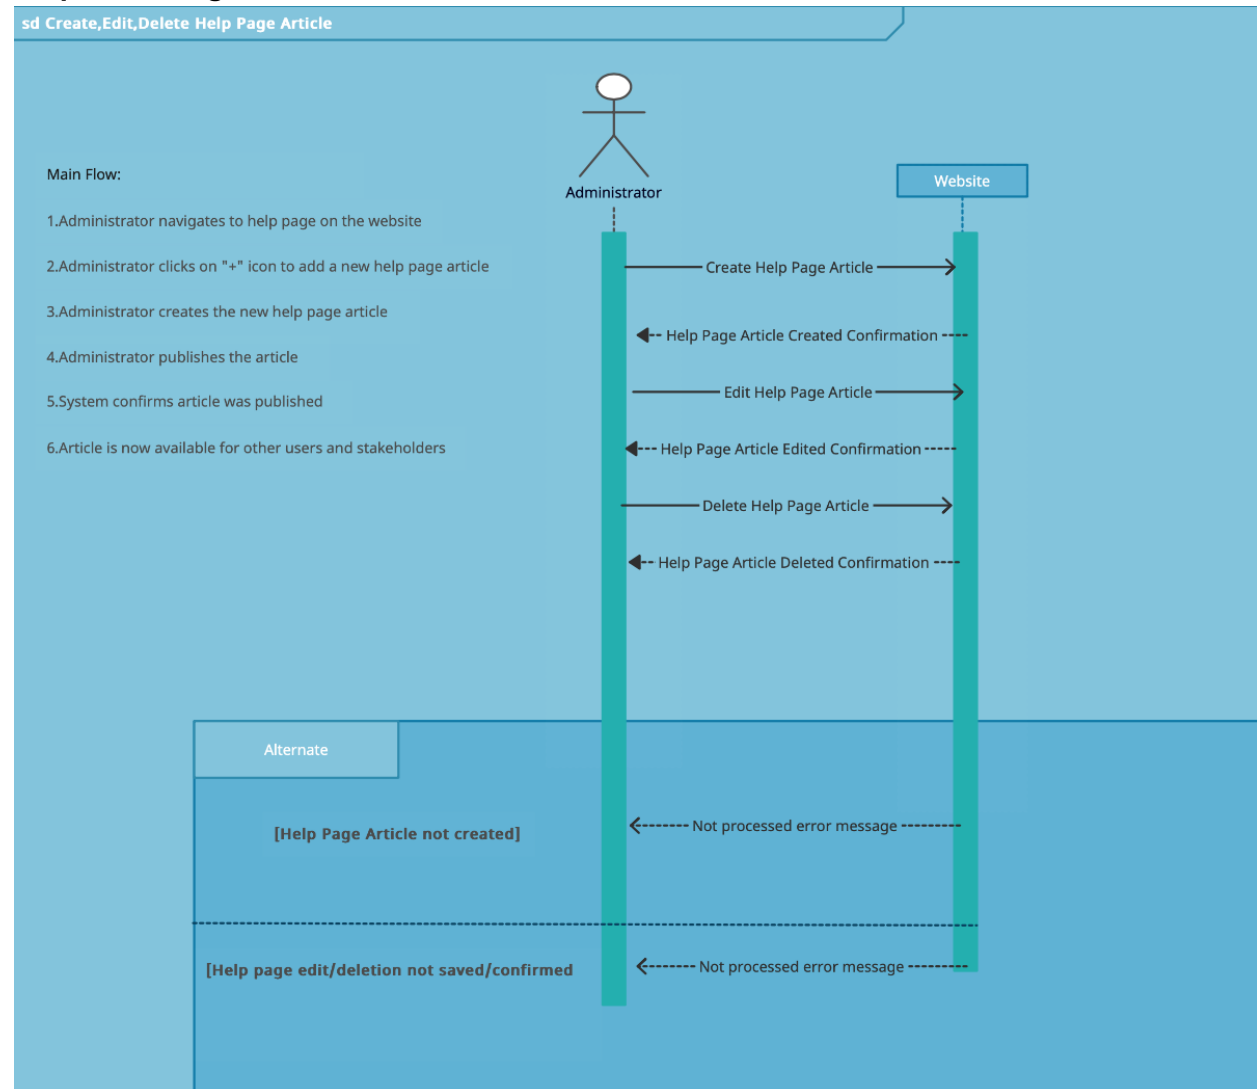 sd Create,Edit,Delete Help Page Article
Administrator
Website
Main Flow:
1.Administrator navigates to help page on the website
2.Administrator clicks on "+" icon to add a new help page article
3.Administrator creates the new help page article
4.Administrator publishes the article
5.System confirms article was published
6.Article is now available for other users and stakeholders
Create Help Page Article
Help Page Article Created Confirmation
Edit Help Page Article
Help Page Article Edited Confirmation
Delete Help Page Article
Help Page Article Deleted Confirmation
Alternate
[Help Page Article not created]
Not processed error message
[Help page edit/deletion not saved/confirmed
Not processed error message